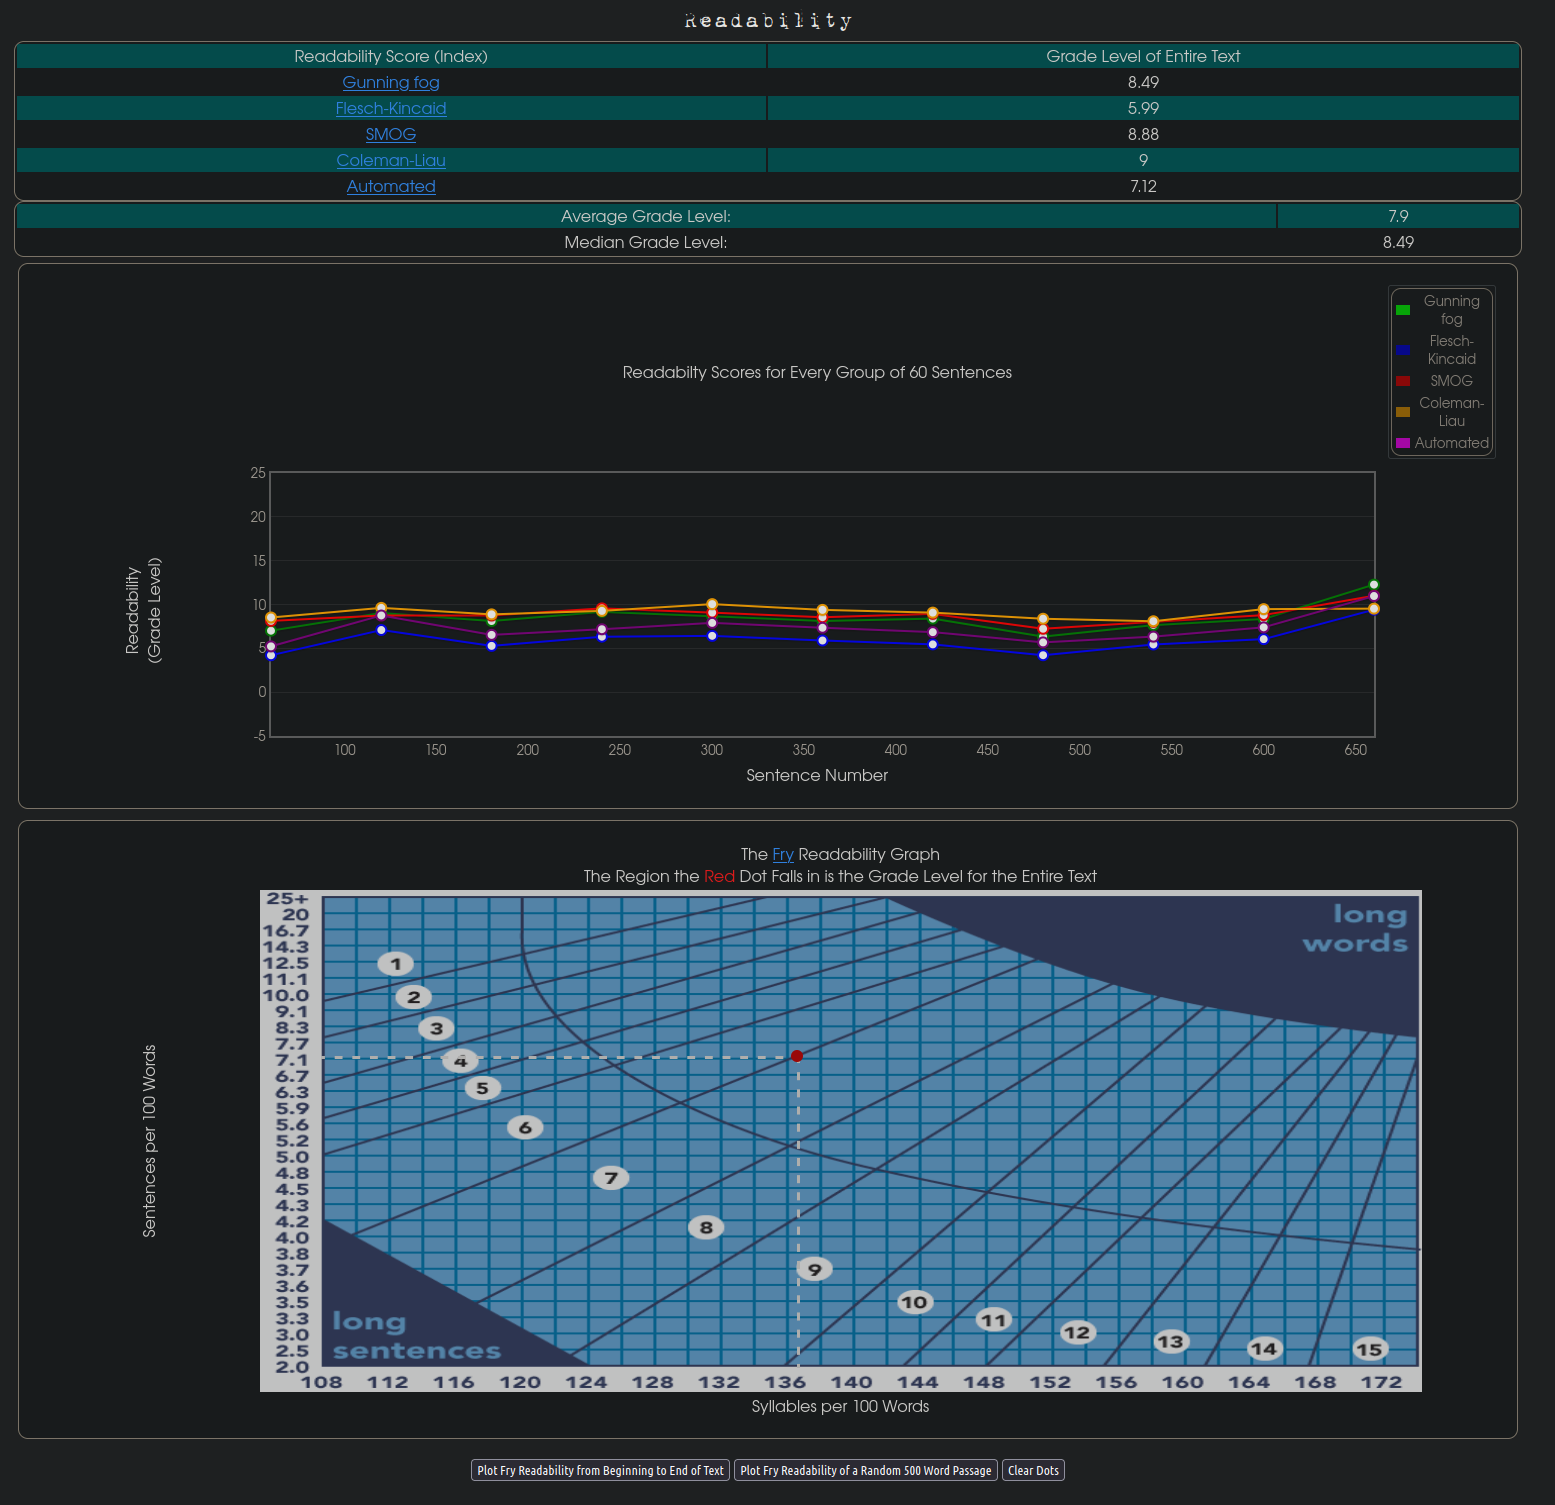 Readability
Readability Score (Index) Grade Level of Entire Text
Gunning fog 8.49
Flesch-Kincaid 5.99
SMOG 8.88
Coleman-Liau 9
Automated 7.12
Average Grade Level: 7.9
Median Grade Level: 8.49
Gunning
fog
Flesch-
Kincaid
SMOG
Coleman-
Liau
Automated
Readabilty Scores for Every Group of 60 Sentences
Readability
(Grade Level)
25
20
15
10
5
0
-5
100 150 200 250 300 350 400 450 500 550 600 650
Sentence Number
The Fry Readability Graph
The Region the Red Dot Falls in is the Grade Level for the Entire Text
Sentences per 100 Words
25+
20
16.7
14.3
12.5
11.1
10.0
9.1
8.3
7.7
7.1
6.7
6.3
5.9
5.6
5.2
5.0
4.8
4.5
4.3
4.2
4.0
3.8
3.7
3.6
3.5
3.3
3.0
2.5
2.0
long
words
1
2
3
4
5
6
7
8
9
10
11
12
13
14
15
long
sentences
108 112 116 120 124 128 132 136 140 144 148 152 156 160 164 168 172
Syllables per 100 Words
Plot Fry Readability from Beginning to End of Text Plot Fry Readability of a Random 500 Word Passage Clear Dots